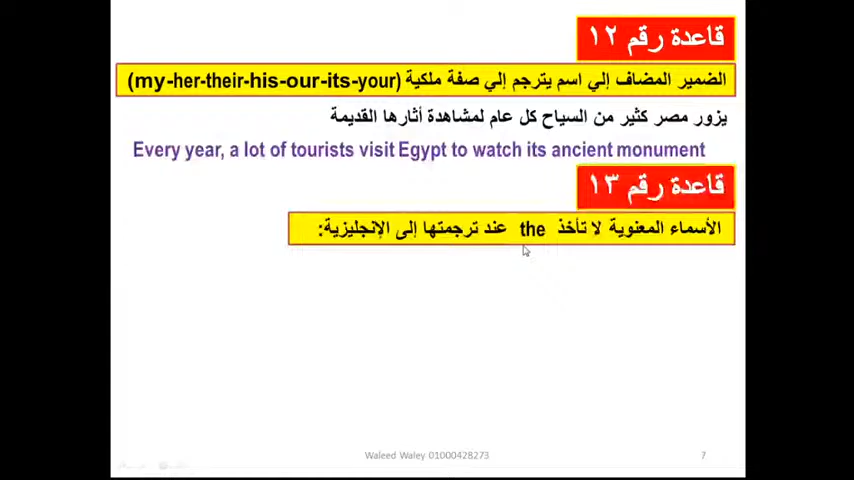 قاعدة رقم ١٢
الضمير المضاف إلي اسم يترجم إلي صفة ملكية (my-her-their-his-our-its-your)
يزور مصر كثير من السياح كل عام لمشاهدة أثارها القديمة
Every year, a lot of tourists visit Egypt to watch its ancient monument
قاعدة رقم ١٣
الأسماء المعنوية لا تأخذ the عند ترجمتها إلى الإنجليزية:
Waleed Waley 01000428273
7